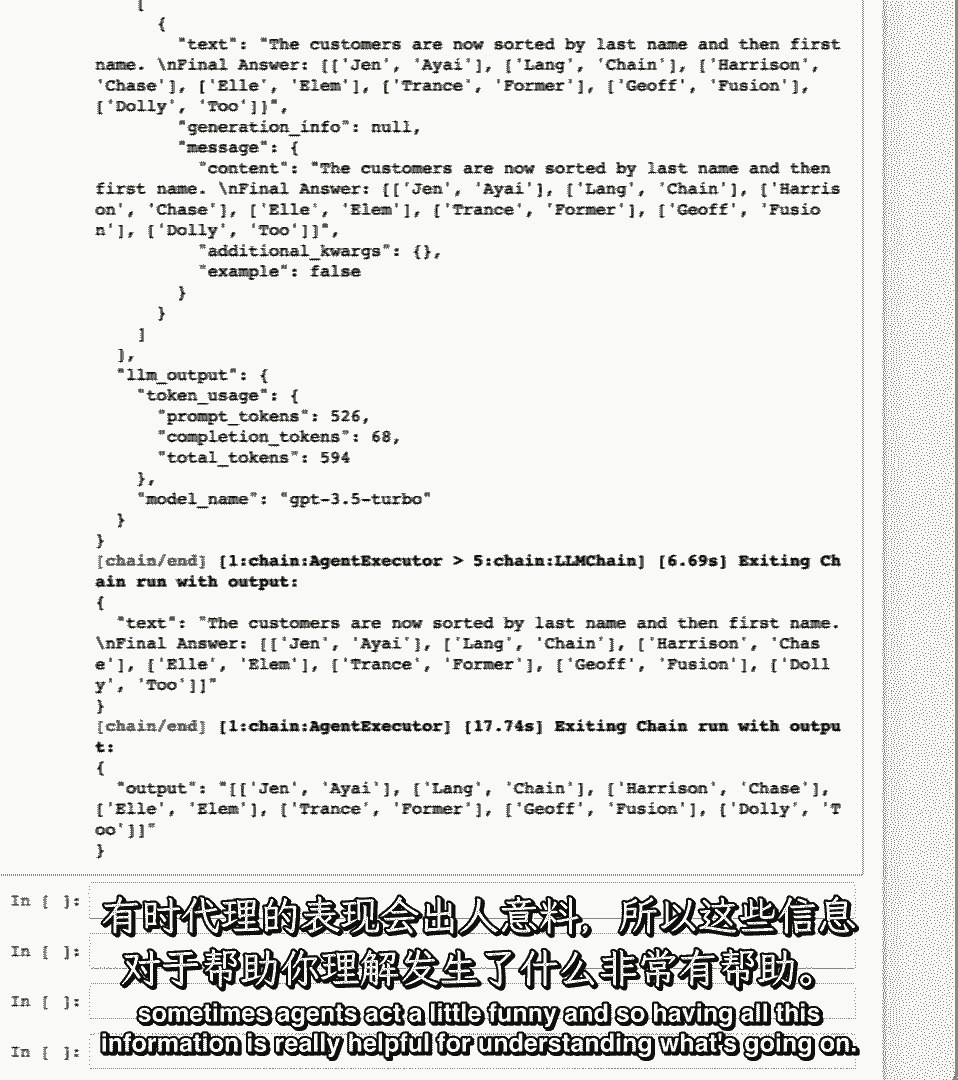 [
{
"text": "The customers are now sorted by last name and then first
name. \nFinal Answer: [['Jen', 'Ayai'], ['Lang', 'Chain'], ['Harrison',
'Chase'], ['Elle', 'Elem'], ['Trance', 'Former'], ['Geoff', 'Fusion'],
['Dolly', 'Too']]",
"generation_info": null,
"message": {
"content": "The customers are now sorted by last name and then
first name. \nFinal Answer: [['Jen', 'Ayai'], ['Lang', 'Chain'], ['Harris
on', 'Chase'], ['Elle', 'Elem'], ['Trance', 'Former'], ['Geoff', 'Fusio
n'], ['Dolly', 'Too']]",
"additional_kwargs": {},
"example": false
}
}
]
],
"llm_output": {
"token_usage": {
"prompt_tokens": 526,
"completion_tokens": 68,
"total_tokens": 594
},
"model_name": "gpt-3.5-turbo"
}
}
[chain/end] [1:chain:AgentExecutor > 5:chain:LLMChain] [6.69s] Exiting Ch
ain run with output:
{
"text": "The customers are now sorted by last name and then first name.
\nFinal Answer: [['Jen', 'Ayai'], ['Lang', 'Chain'], ['Harrison', 'Chas
e'], ['Elle', 'Elem'], ['Trance', 'Former'], ['Geoff', 'Fusion'], ['Doll
y', 'Too']]"
}
[chain/end] [1:chain:AgentExecutor] [17.74s] Exiting Chain run with outpu
t:
{
"output": "[['Jen', 'Ayai'], ['Lang', 'Chain'], ['Harrison', 'Chase'],
['Elle', 'Elem'], ['Trance', 'Former'], ['Geoff', 'Fusion'], ['Dolly', 'T
oo']]"
}
In [ ]:
有时代理的表现会出人意料，所以这些信息
In [ ]:
对于帮助你理解发生了什么非常有帮助。
In [ ]:
sometimes agents act a little funny and so having all this
In [ ]:
information is really helpful for understanding what's going on.